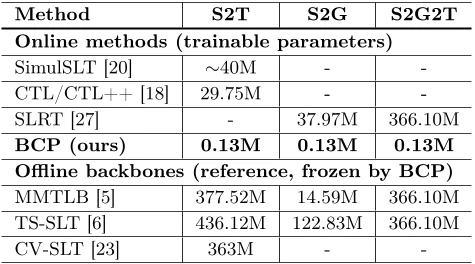 Method S2T S2G S2G2T
Online methods (trainable parameters)
SimulSLT [20] ~40M - -
CTL/CTL++ [18] 29.75M - -
SLRT [27] - 37.97M 366.10M
BCP (ours) 0.13M 0.13M 0.13M
Offline backbones (reference, frozen by BCP)
MMTLB [5] 377.52M 14.59M 366.10M
TS-SLT [6] 436.12M 122.83M 366.10M
CV-SLT [23] 363M - -